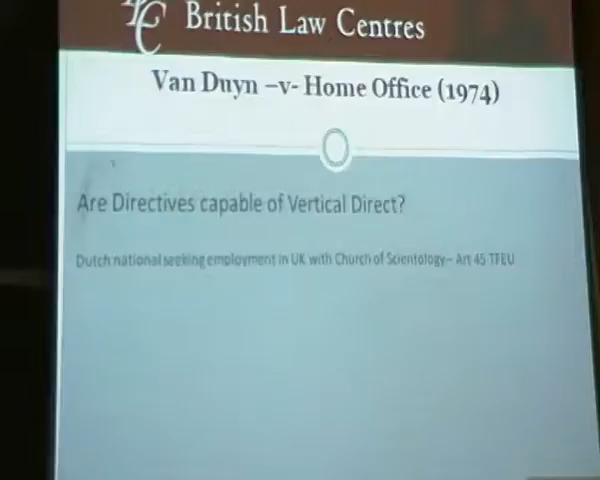 British Law Centres
Van Duyn –v- Home Office (1974)
Are Directives capable of Vertical Direct?
Dutch national seeking employment in UK with Church of Scientology– Art 45 TFEU